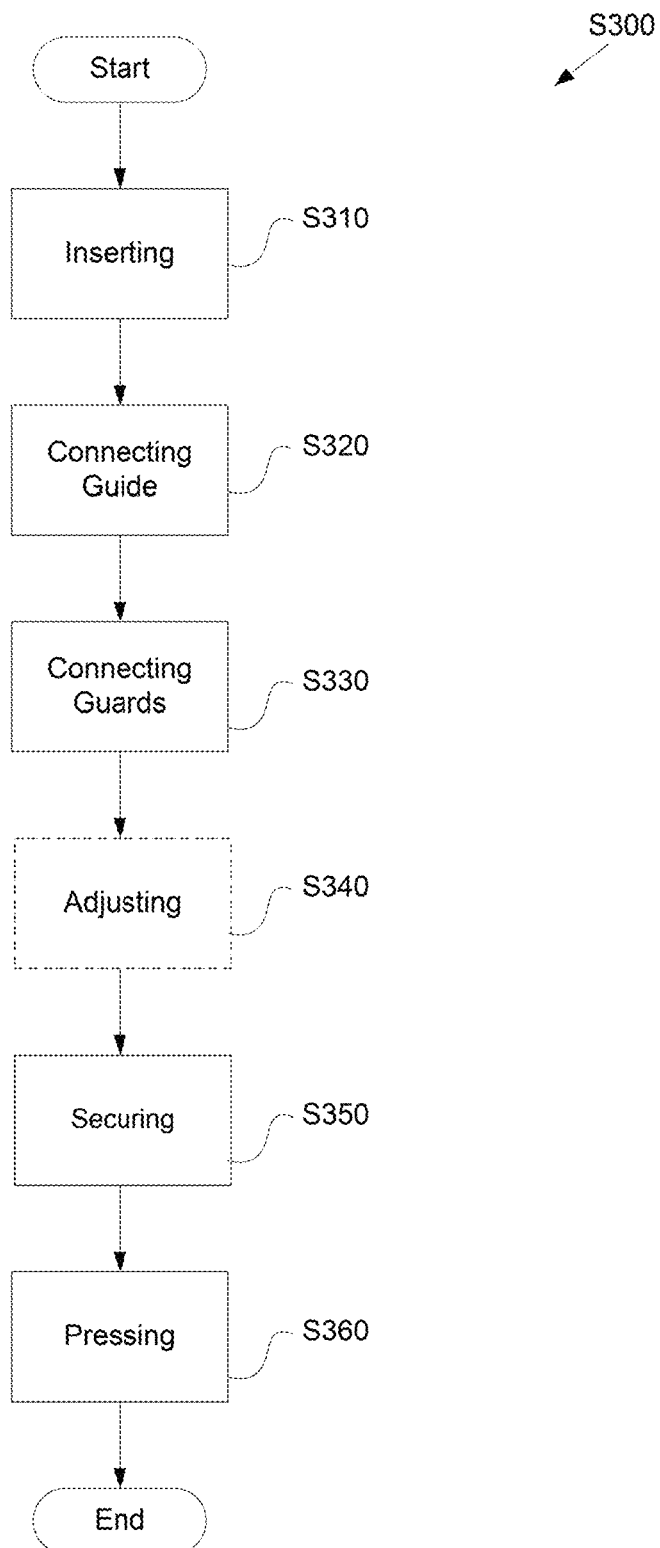 S300
Start
S310
Inserting
S320
Connecting
Guide
S330
Connecting
Guards
S340
Adjusting
S350
Securing
S360
Pressing
End